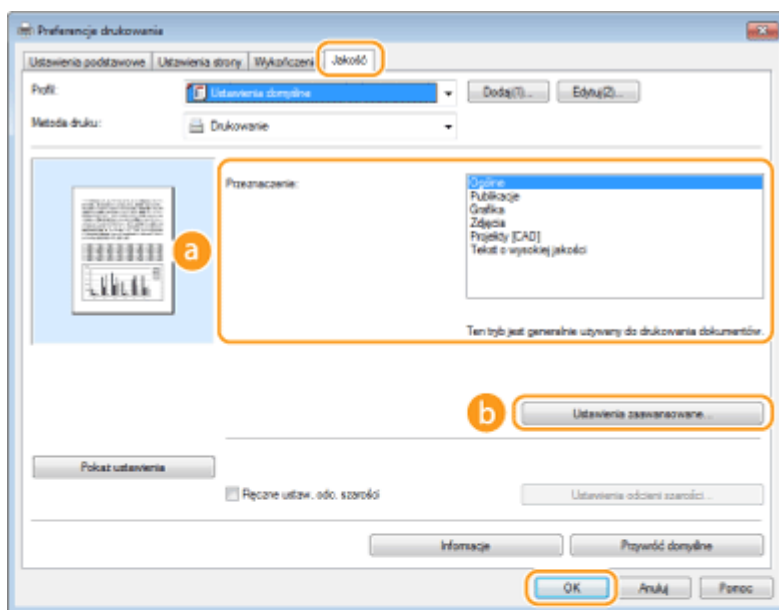 Preferencje drukowania
Ustawienia podstawowe Ustawienia strony Wykończeni Jakość
Profil: Ustawienia domyślne Dodaj(1)... Edytuj(2)...
Metoda druku: Drukowanie
Przeznaczenie:
Ogólne
Publikacje
Grafika
Zdjęcia
Projekty [CAD]
Tekst o wysokiej jakości
a
Ten tryb jest generalnie używany do drukowania dokumentów.
b Ustawienia zaawansowane...
Pokaż ustawienia
Ręczne ustaw. odc. szarości Ustawienia odcieni szarości...
Informacje Przywróć domyślne
OK Anuluj Pomoc